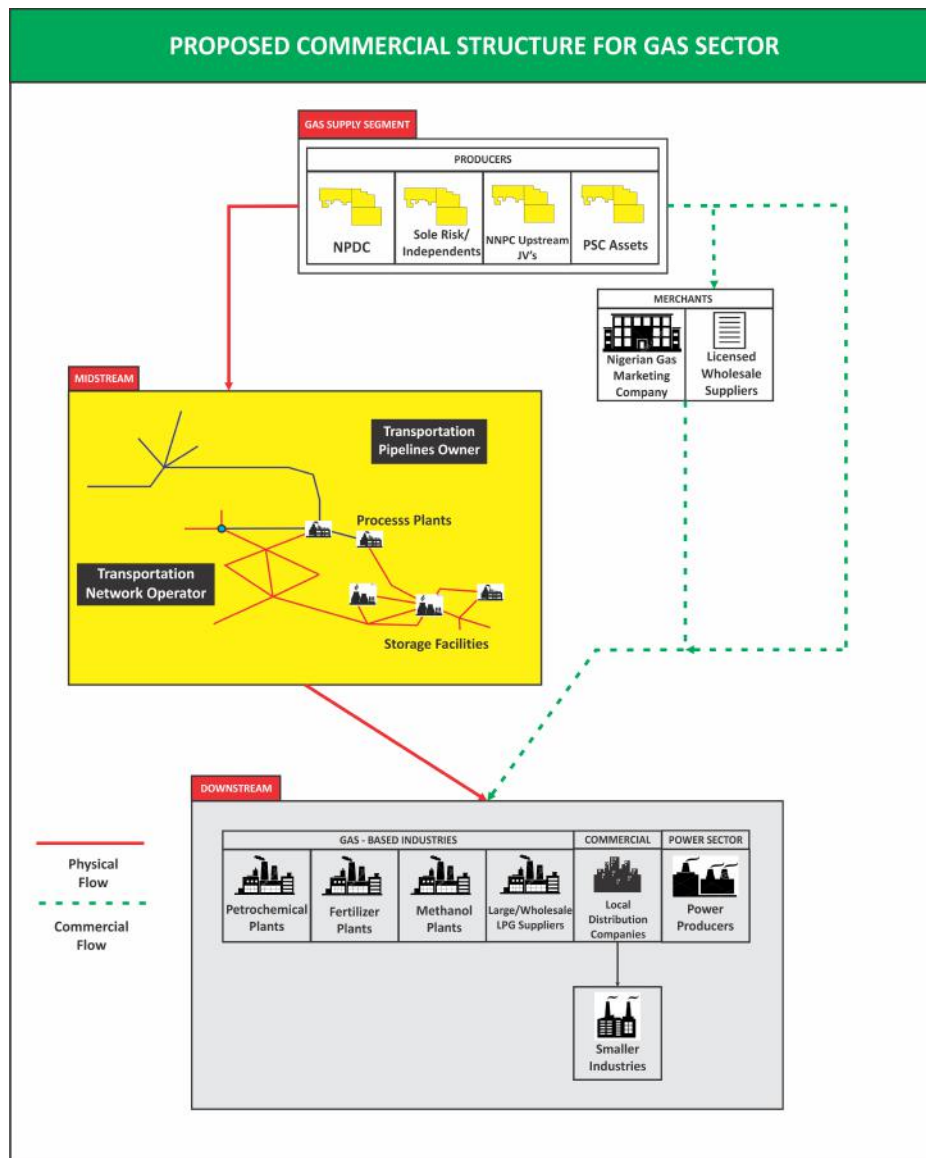 PROPOSED COMMERCIAL STRUCTURE FOR GAS SECTOR
GAS SUPPLY SEGMENT
PRODUCERS
NPDC
Sole Risk/
Independents
NNPC Upstream
JV's
PSC Assets
MERCHANTS
Nigerian Gas
Marketing
Company
Licensed
Wholesale
Suppliers
MIDSTREAM
Transportation
Pipelines Owner
Processs Plants
Transportation
Network Operator
Storage Facilities
DOWNSTREAM
GAS - BASED INDUSTRIES
COMMERCIAL
POWER SECTOR
Petrochemical
Plants
Fertilizer
Plants
Methanol
Plants
Large/Wholesale
LPG Suppliers
Local
Distribution
Companies
Power
Producers
Smaller
Industries
Physical
Flow
Commercial
Flow